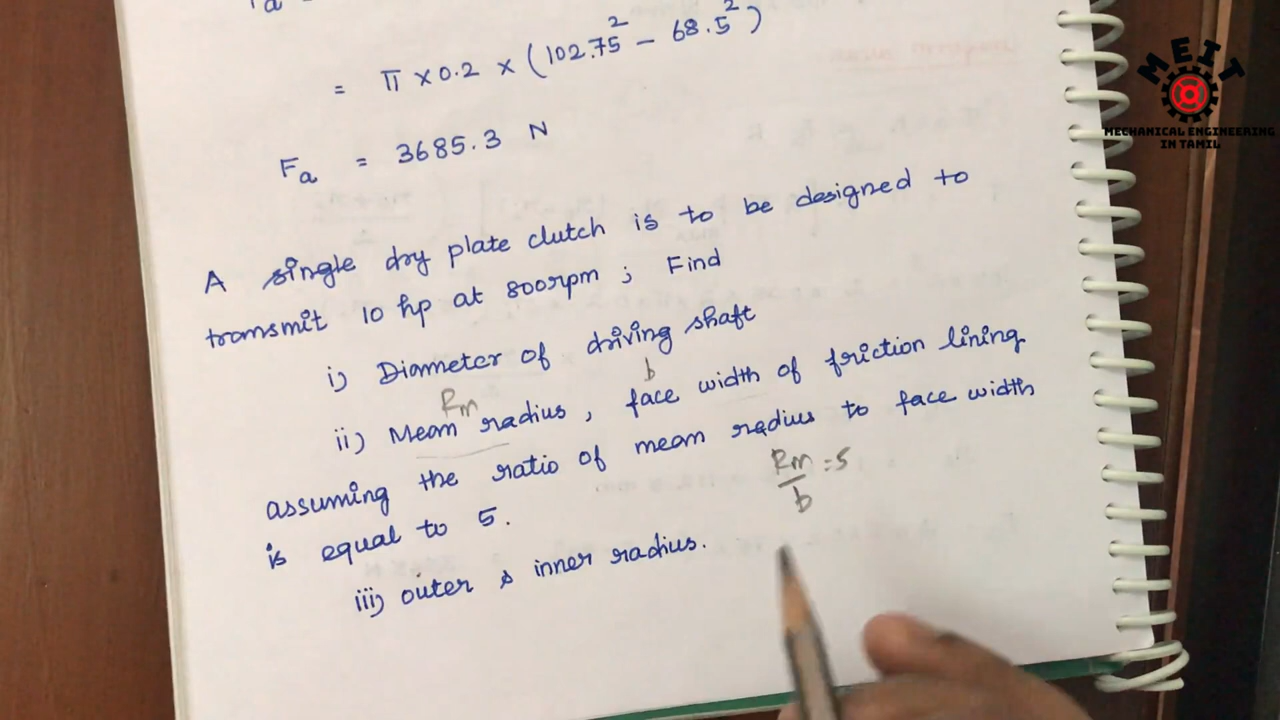 = π × 0.2 × (102.75² - 68.5²)
Fa = 3685.3 N
A single dry plate clutch is to be designed to
transmit 10 hp at 800rpm ; Find
i) Diameter of driving shaft
Rm b
ii) Mean radius , face width of friction lining
assuming the ratio of mean radius to face width
Rm/b = 5
is equal to 5.
iii) outer & inner radius.
MEIT
MECHANICAL ENGINEERING
IN TAMIL